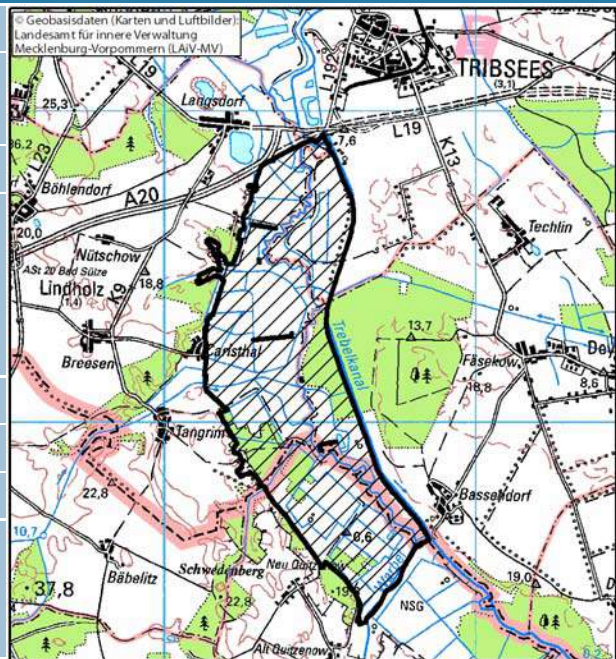 © Geobasisdaten (Karten und Luftbilder):
Landesamt für innere Verwaltung
Mecklenburg-Vorpommern (LAiV-MV)
L19
L192
TRIBSEES
(3,1)
25,3
Langsdorf
7,6
L19
K13
L23
Böhlendorf
A20
20,0
Nütschow
ASt 20 Bad Sülze
Lindholz
(1,4)
18,8
K9
10
Techlin
Breesen
Carlsthal
Trebelkanal
13,7
Fäsekow
18,8
8,6
Tangrim
22,8
Bassendorf
10,7
0,6
Bäbelitz
Schwedenberg
Neu Quitzenow
37,8
22,8
NSG
19,0
Alt Quitzenow
0,2